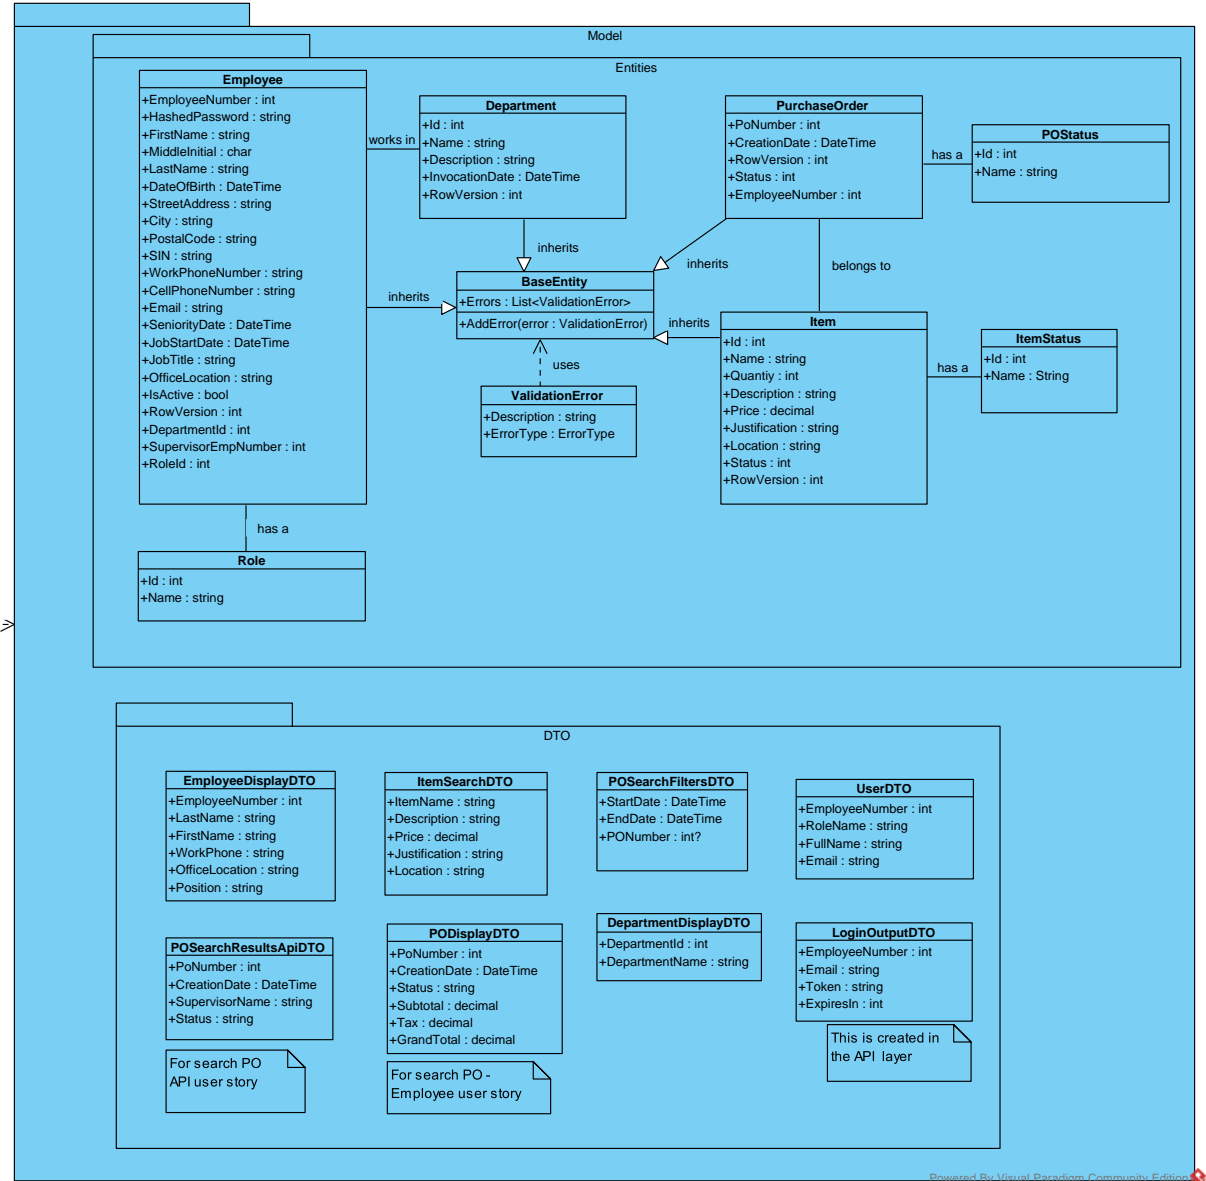 Model
Entities
Employee
+EmployeeNumber : int
+HashedPassword : string
+FirstName : string
+MiddleInitial : char
+LastName : string
+DateOfBirth : DateTime
+StreetAddress : string
+City : string
+PostalCode : string
+SIN : string
+WorkPhoneNumber : string
+CellPhoneNumber : string
+Email : string
+SeniorityDate : DateTime
+JobStartDate : DateTime
+JobTitle : string
+OfficeLocation : string
+IsActive : bool
+RowVersion : int
+DepartmentId : int
+SupervisorEmpNumber : int
+RoleId : int
works in
Department
+Id : int
+Name : string
+Description : string
+InvocationDate : DateTime
+RowVersion : int
PurchaseOrder
+PoNumber : int
+CreationDate : DateTime
+RowVersion : int
+Status : int
+EmployeeNumber : int
has a
POStatus
+Id : int
+Name : string
inherits
inherits
belongs to
inherits
BaseEntity
+Errors : List<ValidationError>
+AddError(error : ValidationError)
inherits
uses
ValidationError
+Description : string
+ErrorType : ErrorType
Item
+Id : int
+Name : string
+Quantiy : int
+Description : string
+Price : decimal
+Justification : string
+Location : string
+Status : int
+RowVersion : int
has a
ItemStatus
+Id : int
+Name : String
has a
Role
+Id : int
+Name : string
DTO
EmployeeDisplayDTO
+EmployeeNumber : int
+LastName : string
+FirstName : string
+WorkPhone : string
+OfficeLocation : string
+Position : string
ItemSearchDTO
+ItemName : string
+Description : string
+Price : decimal
+Justification : string
+Location : string
POSearchFiltersDTO
+StartDate : DateTime
+EndDate : DateTime
+PONumber : int?
UserDTO
+EmployeeNumber : int
+RoleName : string
+FullName : string
+Email : string
POSearchResultsApiDTO
+PoNumber : int
+CreationDate : DateTime
+SupervisorName : string
+Status : string
For search PO
API user story
PODisplayDTO
+PoNumber : int
+CreationDate : DateTime
+Status : string
+Subtotal : decimal
+Tax : decimal
+GrandTotal : decimal
For search PO -
Employee user story
DepartmentDisplayDTO
+DepartmentId : int
+DepartmentName : string
LoginOutputDTO
+EmployeeNumber : int
+Email : string
+Token : string
+ExpiresIn : int
This is created in
the API layer
Powered By Visual Paradigm Community Edition